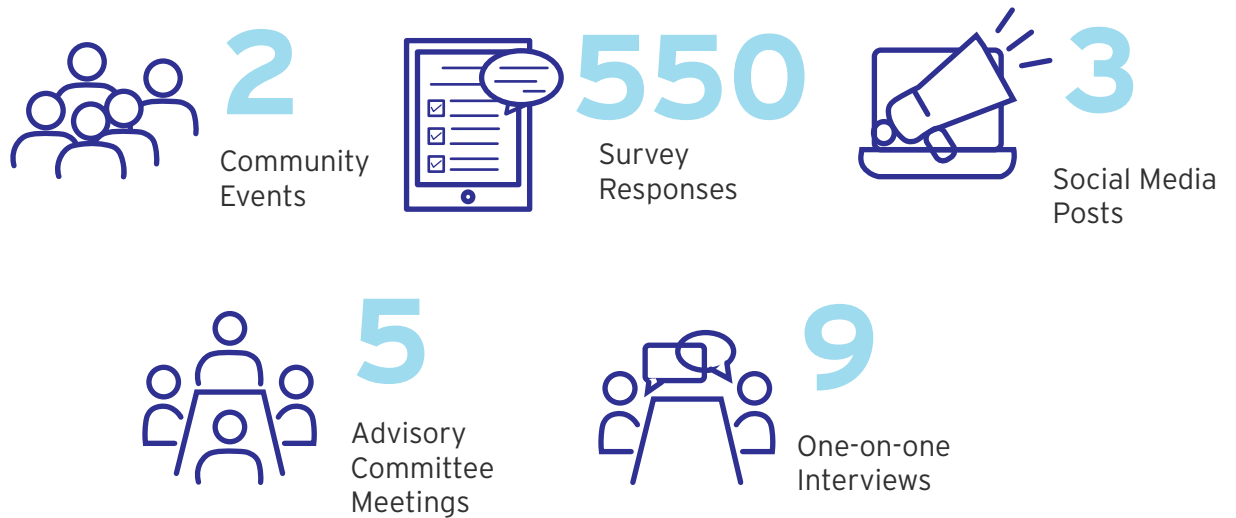 2
Community
Events
550
Survey
Responses
3
Social Media
Posts
5
Advisory
Committee
Meetings
9
One-on-one
Interviews